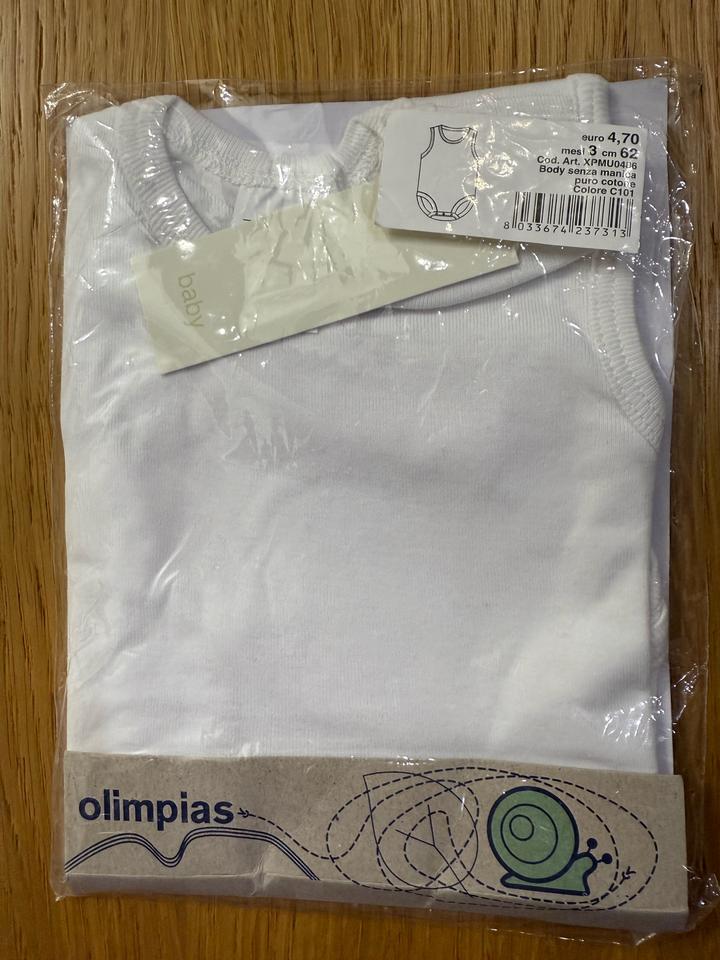 euro 4,70
mesi 3 cm 62
Cod. Art. XPMU0486
Body senza manica
puro cotone
Colore C101
8 033674 237313
baby
olimpias